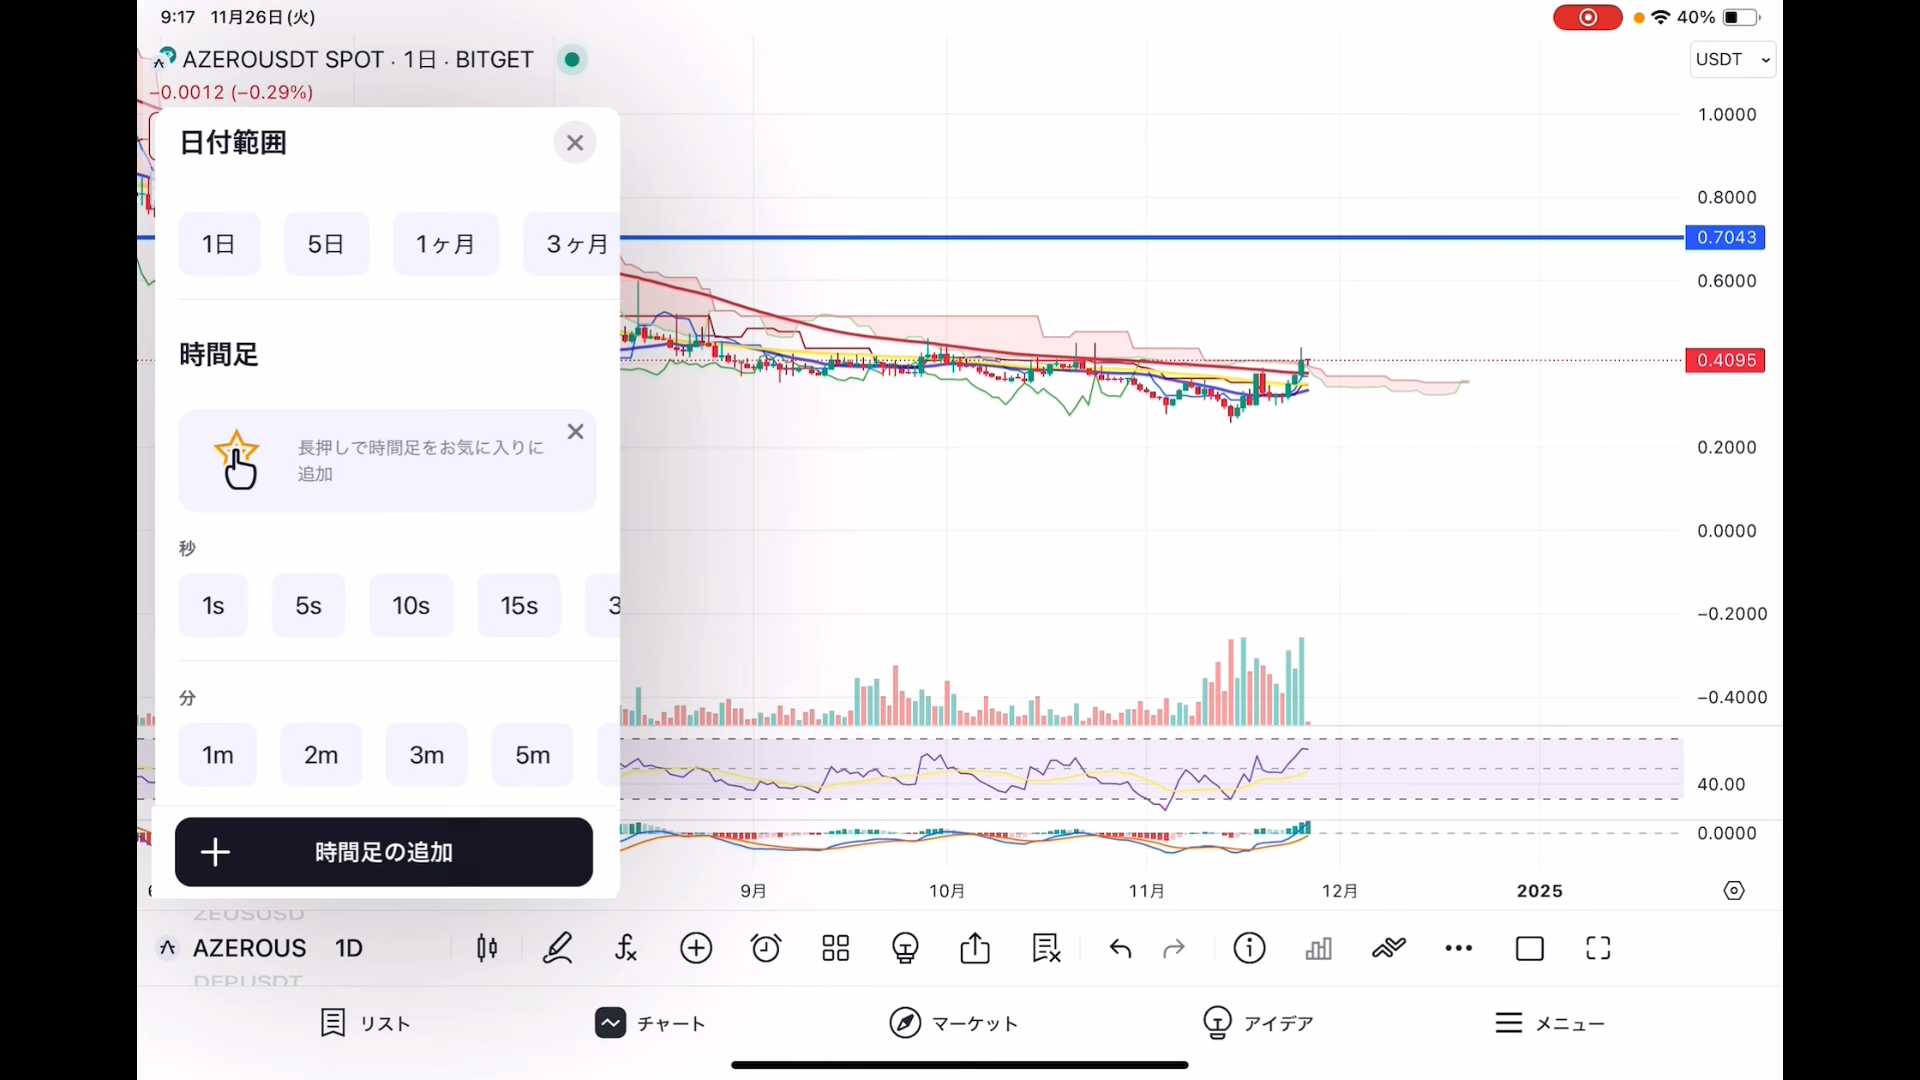 9:17 11月26日(火)
40%
AZEROUSDT SPOT · 1日 · BITGET
USDT
−0.0012 (−0.29%)
日付範囲
1日 5日 1ヶ月 3ヶ月
時間足
長押しで時間足をお気に入りに
追加
秒
1s 5s 10s 15s 3
分
1m 2m 3m 5m
時間足の追加
1.0000
0.8000
0.7043
0.6000
0.4095
0.2000
0.0000
−0.2000
−0.4000
40.00
0.0000
9月 10月 11月 12月 2025
ZEUSUSD
AZEROUS 1D
DEPUSDT
リスト チャート マーケット アイデア メニュー